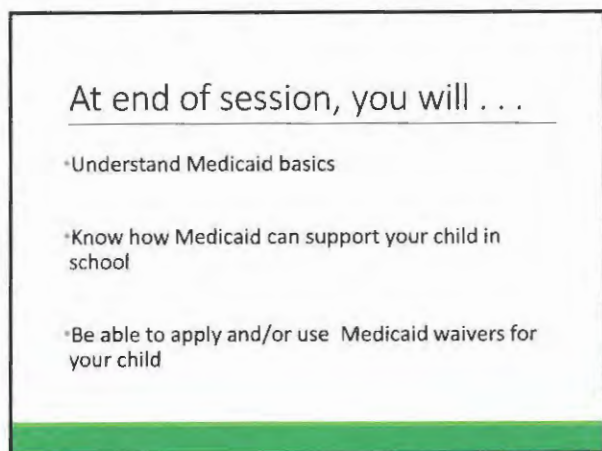 At end of session, you will . . .
•Understand Medicaid basics
•Know how Medicaid can support your child in
school
•Be able to apply and/or use Medicaid waivers for
your child